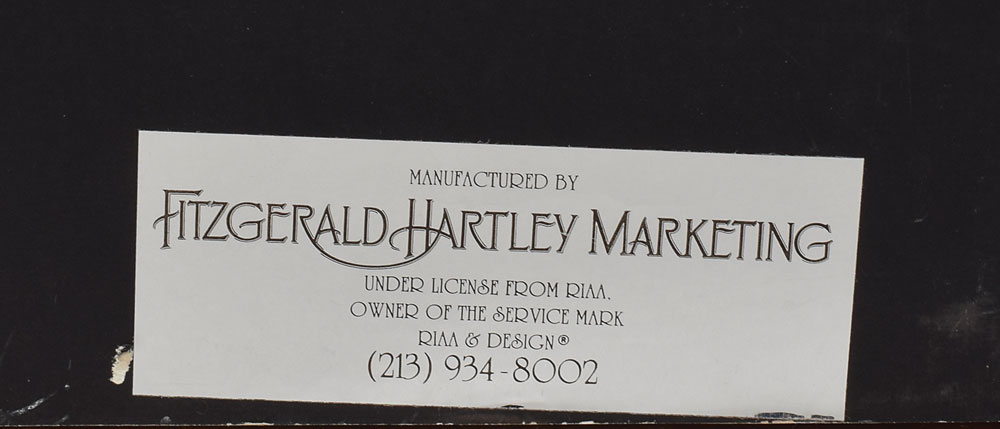 MANUFACTURED BY
FITZGERALD HARTLEY MARKETING
UNDER LICENSE FROM RIAA,
OWNER OF THE SERVICE MARK
RIAA & DESIGN®
(213) 934-8002